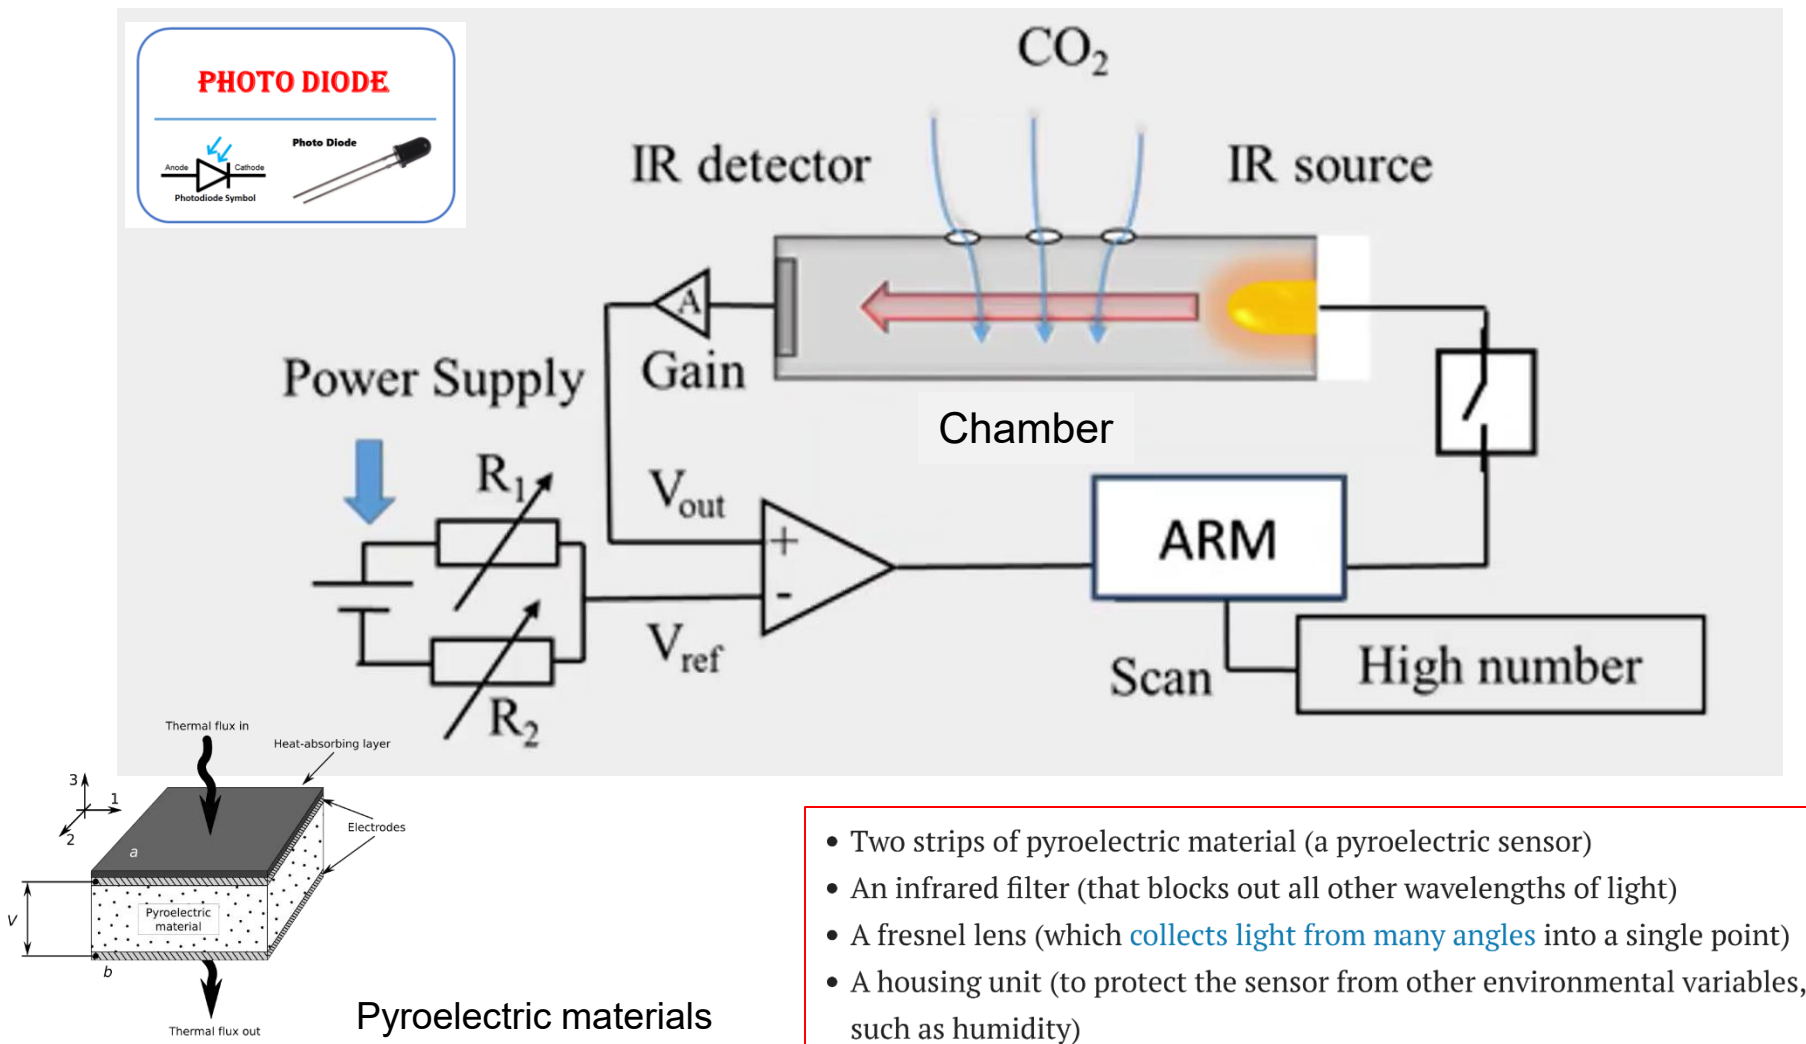 PHOTO DIODE
Photo Diode
Anode
Cathode
Photodiode Symbol
CO₂
IR detector
IR source
A
Gain
Power Supply
Chamber
R₁
Vout
+
-
ARM
Vref
R₂
Scan
High number
Thermal flux in
Heat-absorbing layer
3
1
2
Electrodes
a
Pyroelectric
material
V
b
Thermal flux out
Pyroelectric materials
• Two strips of pyroelectric material (a pyroelectric sensor)
• An infrared filter (that blocks out all other wavelengths of light)
• A fresnel lens (which collects light from many angles into a single point)
• A housing unit (to protect the sensor from other environmental variables,
such as humidity)